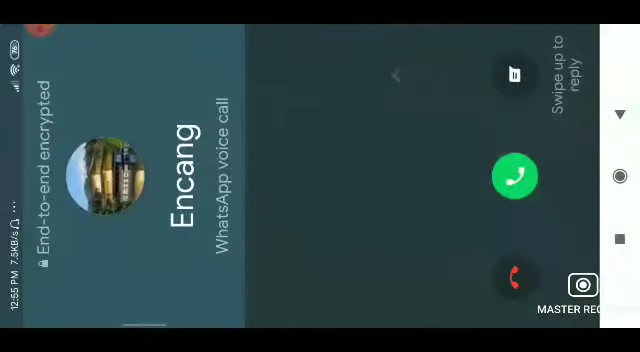 12:55 PM 7.5KB/s ...
76
End-to-end encrypted
Encang
WhatsApp voice call
Swipe up to
reply
MASTER REC